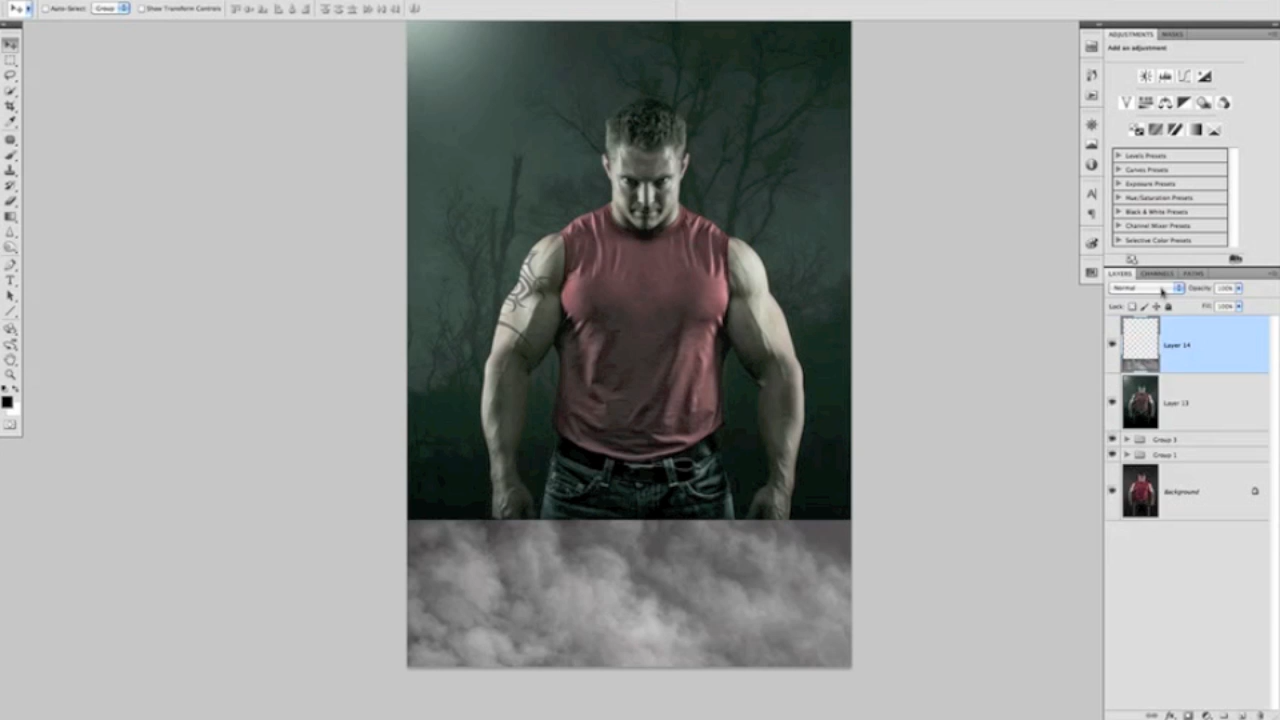 Auto-Select: Group Show Transform Controls
ADJUSTMENTS MASKS
Add an adjustment
Levels Presets
Curves Presets
Exposure Presets
Hue/Saturation Presets
Black & White Presets
Channel Mixer Presets
Selective Color Presets
LAYERS CHANNELS PATHS
Normal Opacity: 100%
Lock: Fill: 100%
Layer 14
Layer 13
Group 3
Group 1
Background